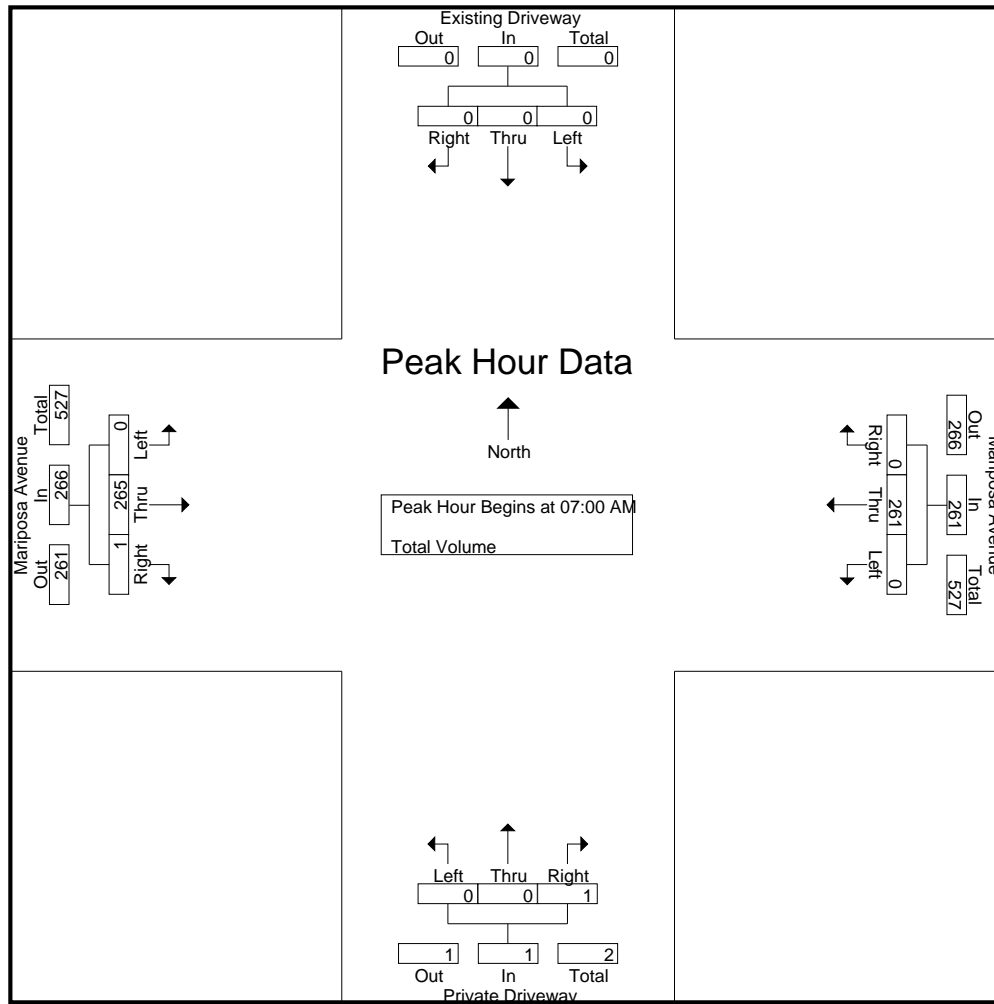 Existing Driveway
Out In Total
0 0 0
0 0 0
Right Thru Left
Peak Hour Data
North
Peak Hour Begins at 07:00 AM
Total Volume
Mariposa Avenue
Out In Total
261 266 527
1 265 0
Right Thru Left
Mariposa Avenue
Out In Total
266 261 527
0 261 0
Right Thru Left
Left Thru Right
0 0 1
1 1 2
Out In Total
Private Driveway